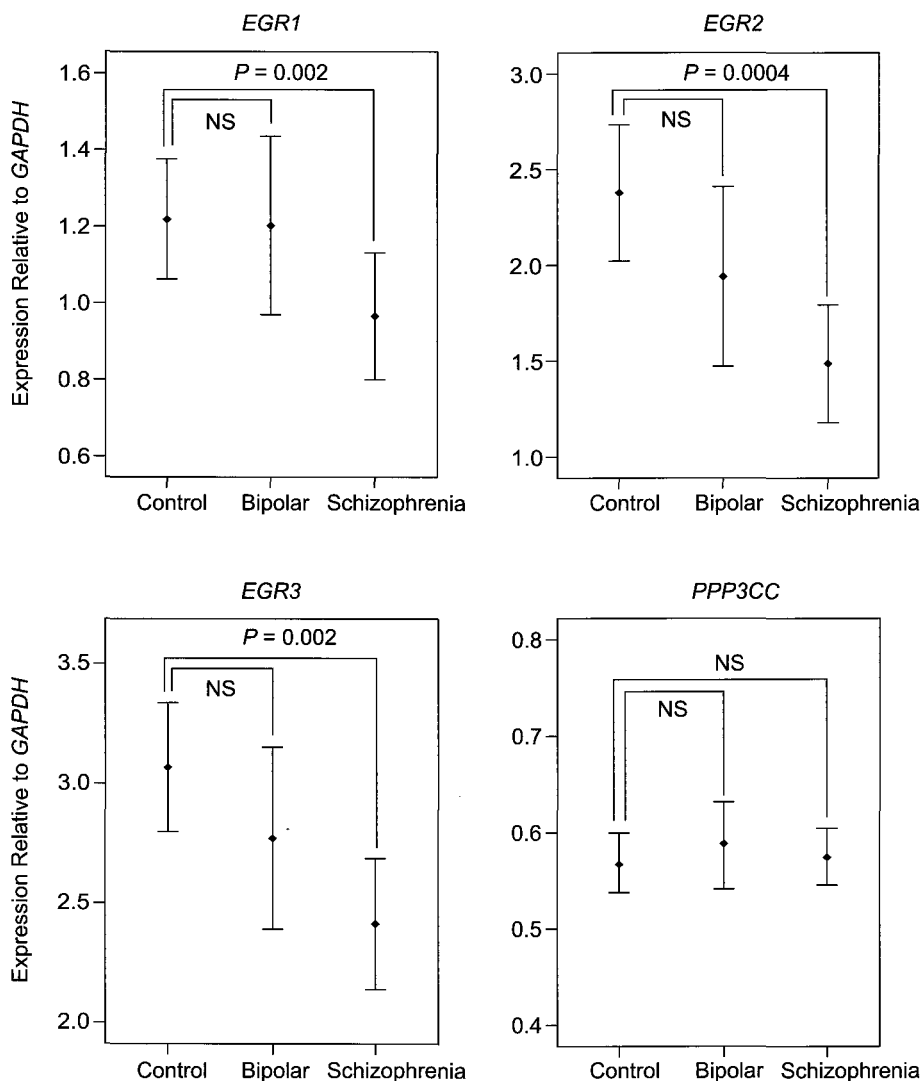 EGR1
Expression Relative to GAPDH
1.6
1.4
1.2
1.0
0.8
0.6
P = 0.002
NS
Control Bipolar Schizophrenia
EGR2
3.0
2.5
2.0
1.5
1.0
P = 0.0004
NS
Control Bipolar Schizophrenia
EGR3
Expression Relative to GAPDH
3.5
3.0
2.5
2.0
P = 0.002
NS
Control Bipolar Schizophrenia
PPP3CC
0.8
0.7
0.6
0.5
0.4
NS
NS
Control Bipolar Schizophrenia